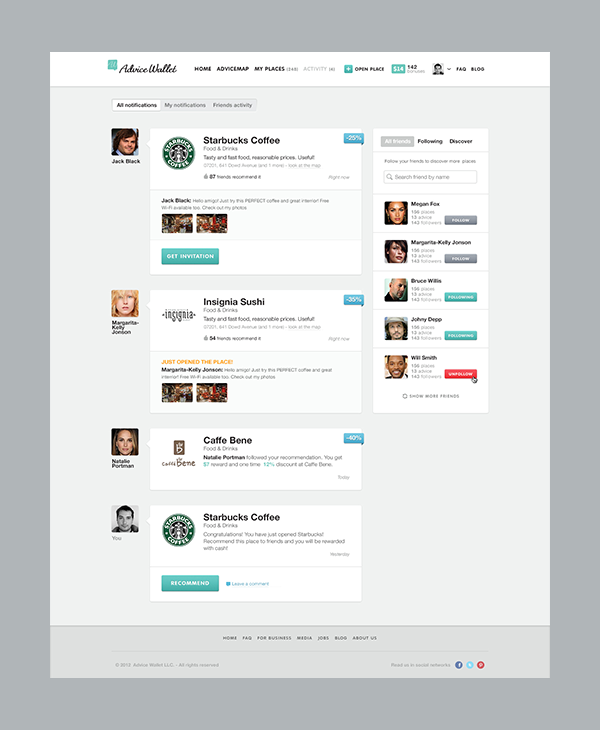 Advice Wallet
HOME ADVICEMAP MY PLACES (248) ACTIVITY (6) OPEN PLACE $14 142 bonuses FAQ BLOG
All notifications My notifications Friends activity
Jack Black
STARBUCKS COFFEE
Starbucks Coffee
-25%
Food & Drinks
Tasty and fast food, reasonable prices. Useful!
07201, 641 Dowd Avenue (and 1 more) - look at the map
87 friends recommend it
Right now
Jack Black: Hello amigo! Just try this PERFECT coffee and great interior! Free
Wi-Fi available too. Check out my photos
GET INVITATION
Margarita-
Kelly
Jonson
insignia
Insignia Sushi
-35%
Food & Drinks
Tasty and fast food, reasonable prices. Useful!
07201, 641 Dowd Avenue (and 1 more) - look at the map
54 friends recommend it
Right now
JUST OPENED THE PLACE!
Margarita-Kelly Jonson: Hello amigo! Just try this PERFECT coffee and great
interior! Free Wi-Fi available too. Check out my photos
Natalie
Portman
Caffé Bene
Caffe Bene
-40%
Food & Drinks
Natalie Portman followed your recommendation. You get
$7 reward and one time 12% discount at Caffe Bene.
Today
You
STARBUCKS COFFEE
Starbucks Coffee
Food & Drinks
Congratulations! You have just opened Starbucks!
Recommend this place to friends and you will be rewarded
with cash!
Yesterday
RECOMMEND
Leave a comment
All friends Following Discover
Follow your friends to discover more places
Search friend by name
Megan Fox
156 places
13 advice
143 followers
FOLLOW
Margarita-Kelly Jonson
156 places
13 advice
143 followers
FOLLOW
Bruce Willis
156 places
13 advice
143 followers
FOLLOWING
Johny Depp
156 places
13 advice
143 followers
FOLLOWING
Will Smith
156 places
13 advice
143 followers
UNFOLLOW
SHOW MORE FRIENDS
HOME FAQ FOR BUSINESS MEDIA JOBS BLOG ABOUT US
© 2012 Advice Wallet LLC. - All rights reserved.
Read us in social networks